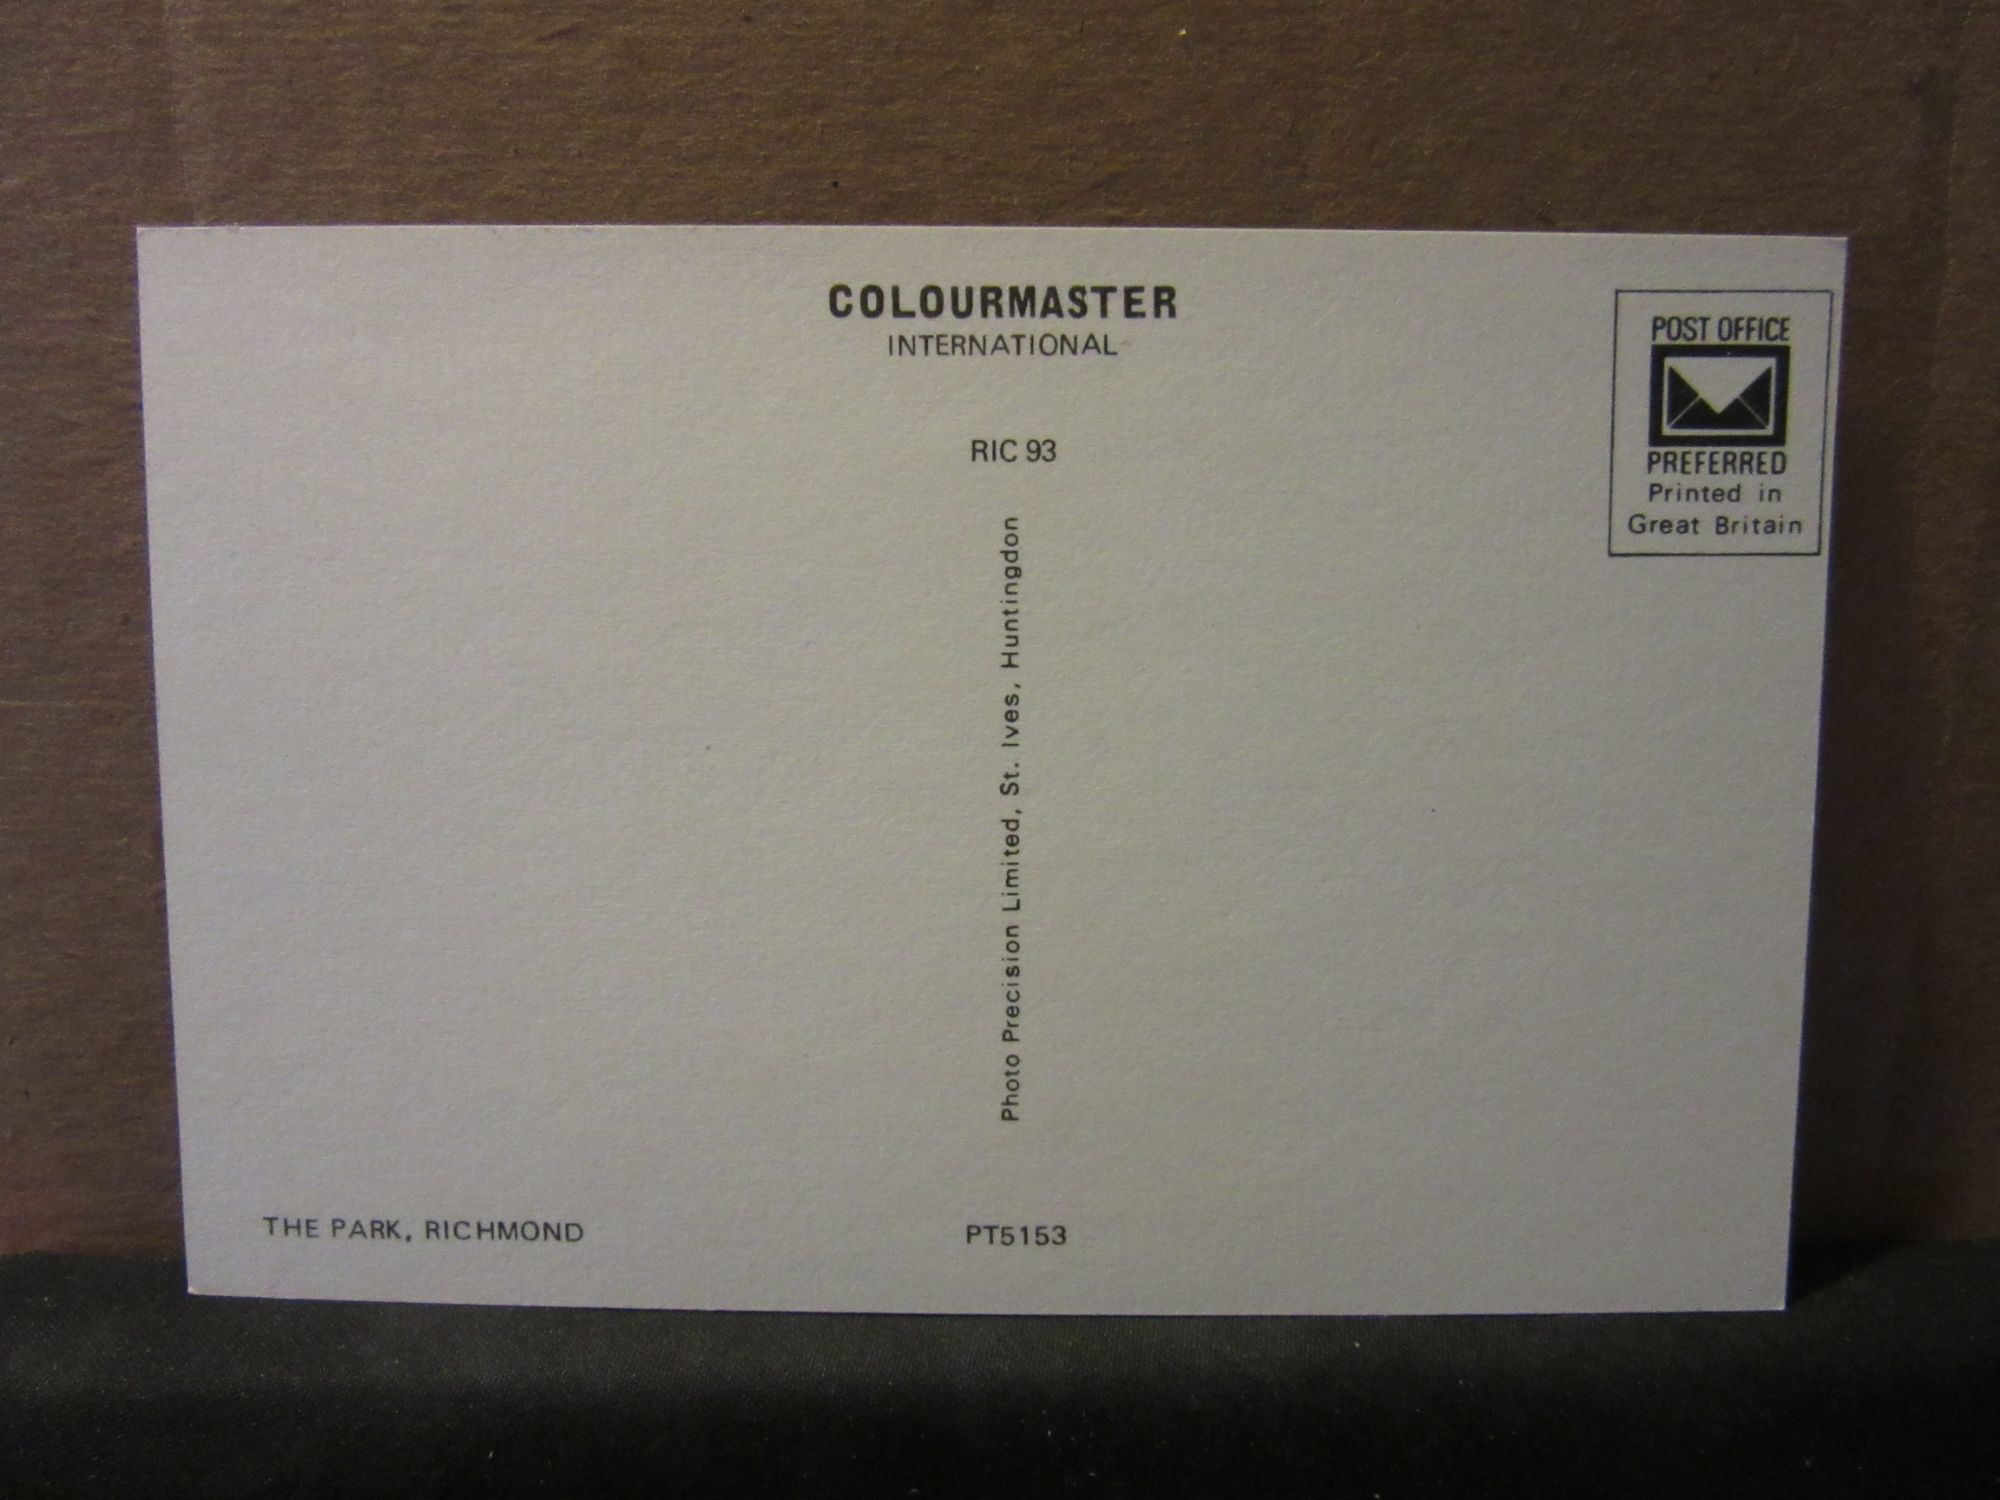 COLOURMASTER
INTERNATIONAL
POST OFFICE
PREFERRED
Printed in
Great Britain
RIC 93
Photo Precision Limited, St. Ives, Huntingdon
THE PARK, RICHMOND
PT5153